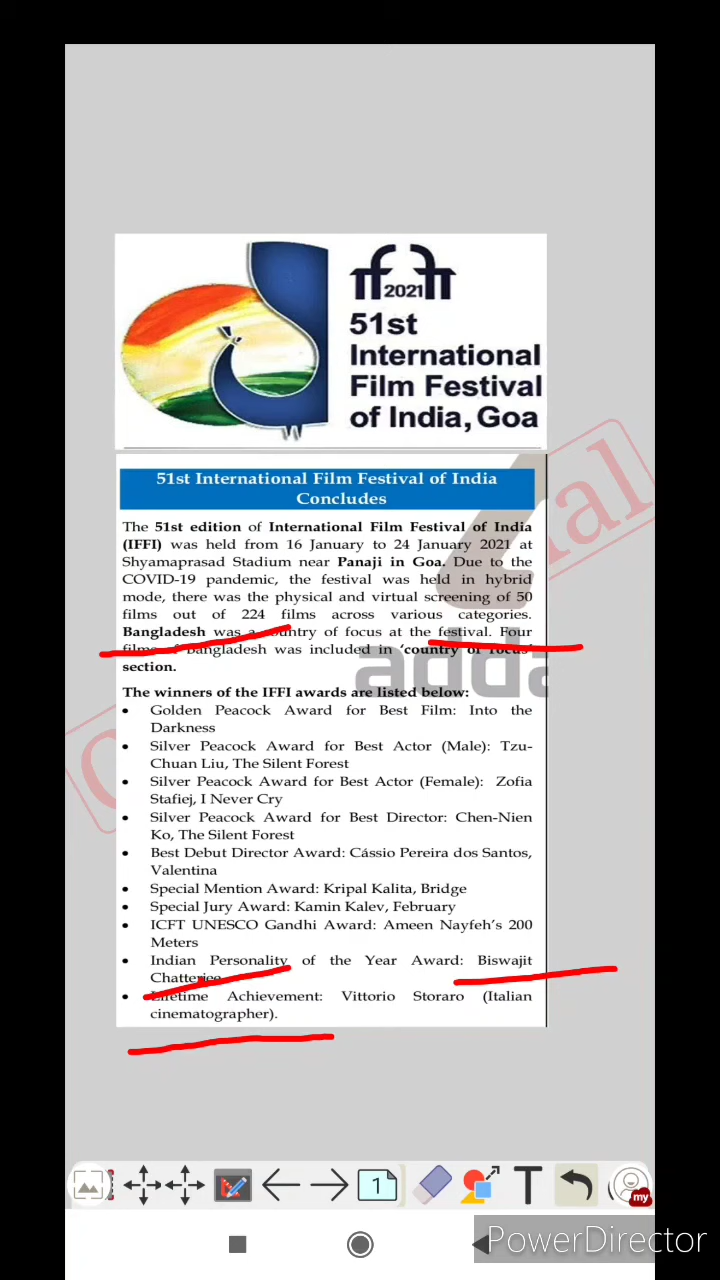 2021
51st
International
Film Festival
of India, Goa
51st International Film Festival of India
Concludes
The 51st edition of International Film Festival of India
(IFFI) was held from 16 January to 24 January 2021 at
Shyamaprasad Stadium near Panaji in Goa. Due to the
COVID-19 pandemic, the festival was held in hybrid
mode, there was the physical and virtual screening of 50
films out of 224 films across various categories.
Bangladesh was a country of focus at the festival. Four
films of Bangladesh was included in ‘country of focus’
section.
adda
The winners of the IFFI awards are listed below:
• Golden Peacock Award for Best Film: Into the
Darkness
• Silver Peacock Award for Best Actor (Male): Tzu-
Chuan Liu, The Silent Forest
• Silver Peacock Award for Best Actor (Female): Zofia
Stafiej, I Never Cry
• Silver Peacock Award for Best Director: Chen-Nien
Ko, The Silent Forest
• Best Debut Director Award: Cássio Pereira dos Santos,
Valentina
• Special Mention Award: Kripal Kalita, Bridge
• Special Jury Award: Kamin Kalev, February
• ICFT UNESCO Gandhi Award: Ameen Nayfeh’s 200
Meters
• Indian Personality of the Year Award: Biswajit
Chatterjee
• Lifetime Achievement: Vittorio Storaro (Italian
cinematographer).
1
T
my
PowerDirector